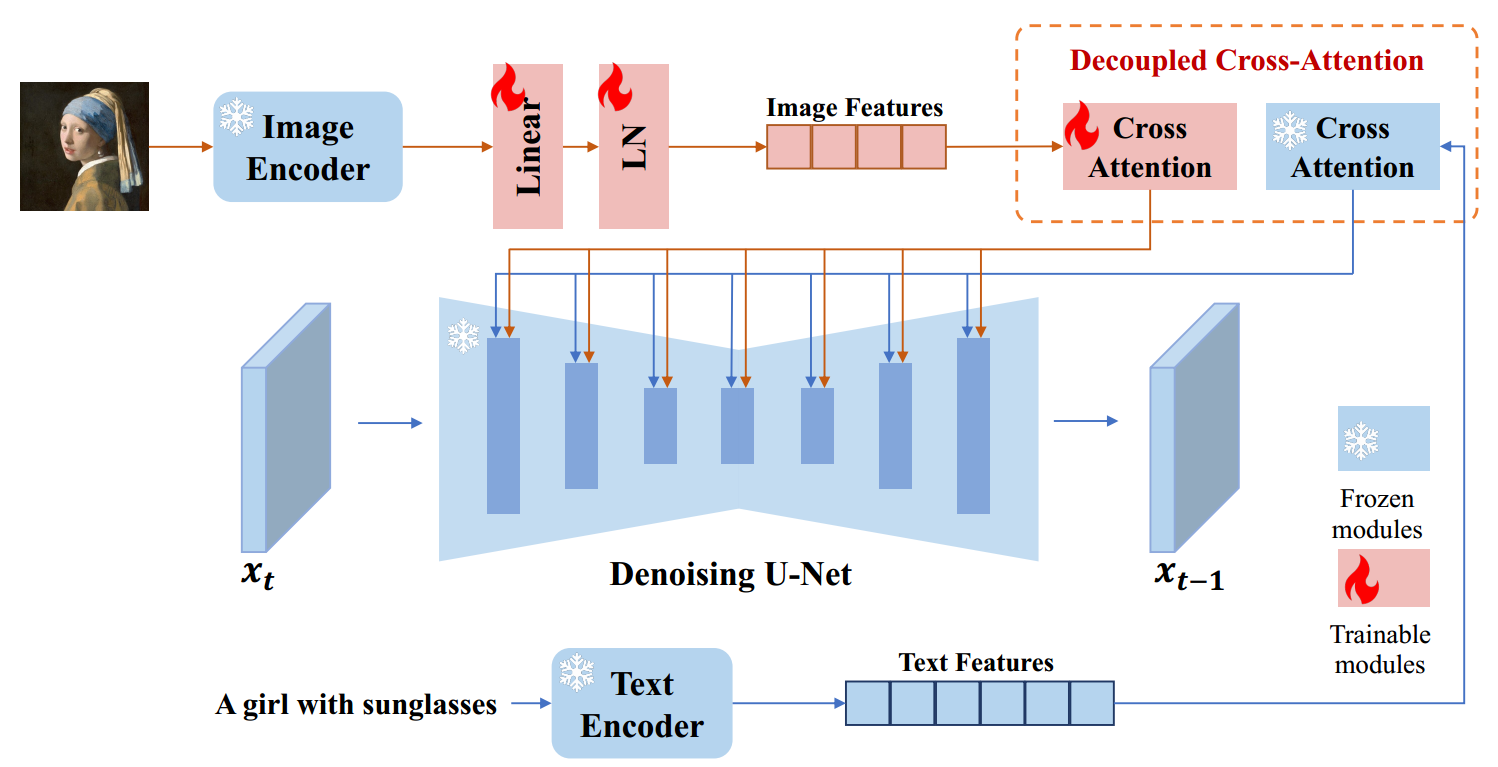 Decoupled Cross-Attention
Image
Encoder
Linear
LN
Image Features
Cross
Attention
Cross
Attention
x_t
Denoising U-Net
x_{t−1}
Frozen
modules
Trainable
modules
A girl with sunglasses
Text
Encoder
Text Features